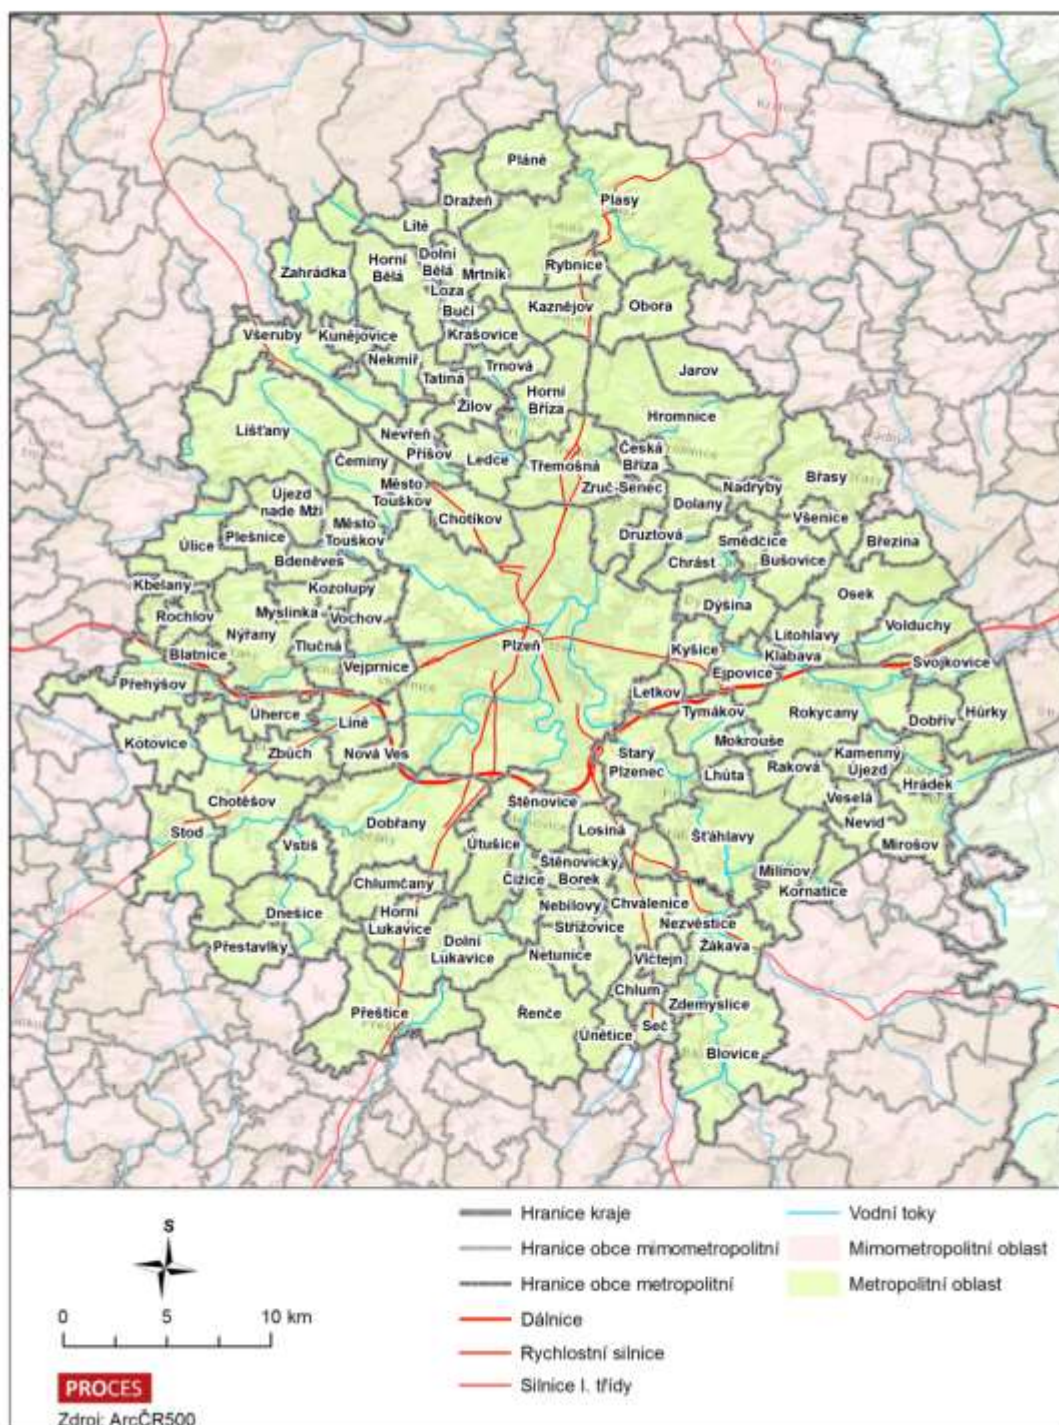 Pláně
Plasy
Dražeň
Líté
Dolní
Bělá
Horní
Bělá
Zahrádka
Mrtník
Rybnice
Loza
Bučí
Kaznějov
Obora
Všeruby
Kunějovice
Krašovice
Nekmíř
Trnová
Tatiná
Jarov
Žilov
Horní
Bříza
Hromnice
Líšťany
Nevřeň
Příšov
Ledce
Čeminy
Třemošná
Česká
Bříza
Město
Touškov
Zruč-Senec
Nadryby
Břasy
Dolany
Újezd
nade Mží
Město
Touškov
Chotíkov
Všenice
Plešnice
Druztová
Smědčice
Březina
Úlice
Bdeněves
Chrást
Bušovice
Kbelany
Kozolupy
Osek
Rochlov
Myslinka
Vochov
Dýšina
Volduchy
Nýřany
Tlučná
Litohlavy
Blatnice
Vejprnice
Plzeň
Kyšice
Klabava
Svojkovice
Ejpovice
Přehýšov
Letkov
Úherce
Líně
Tymákov
Rokycany
Dobřív
Hůrky
Kotovice
Zbůch
Nová Ves
Starý
Plzenec
Mokrouše
Kamenný
Újezd
Lhůta
Raková
Hrádek
Chotěšov
Štěnovice
Veselá
Stod
Dobřany
Losiná
Šťáhlavy
Nevid
Vstiš
Útušice
Mirošov
Štěnovický
Borek
Milínov
Chlumčany
Čižice
Kornatice
Nebílovy
Chválenice
Dnešice
Horní
Lukavice
Střížovice
Nezvěstice
Přestavlky
Dolní
Lukavice
Netunice
Žákava
Vlčtejn
Chlum
Zdemyslice
Přeštice
Řenče
Únětice
Seč
Blovice
S
0 5 10 km
PROCES
Zdroj: ArcČR500
Hranice kraje
Hranice obce mimometropolitní
Hranice obce metropolitní
Dálnice
Rychlostní silnice
Silnice I. třídy
Vodní toky
Mimometropolitní oblast
Metropolitní oblast